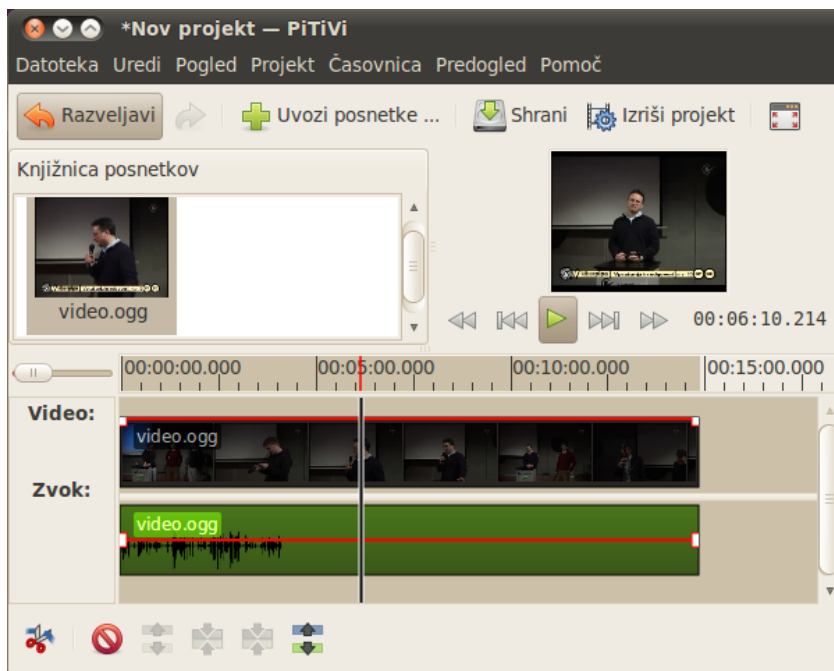 *Nov projekt — PiTiVi
Datoteka Uredi Pogled Projekt Časovnica Predogled Pomoč
Razveljavi Uvozi posnetke ... Shrani Izriši projekt
Knjižnica posnetkov
video.ogg
00:06:10.214
00:00:00.000 00:05:00.000 00:10:00.000 00:15:00.000
Video:
video.ogg
Zvok:
video.ogg